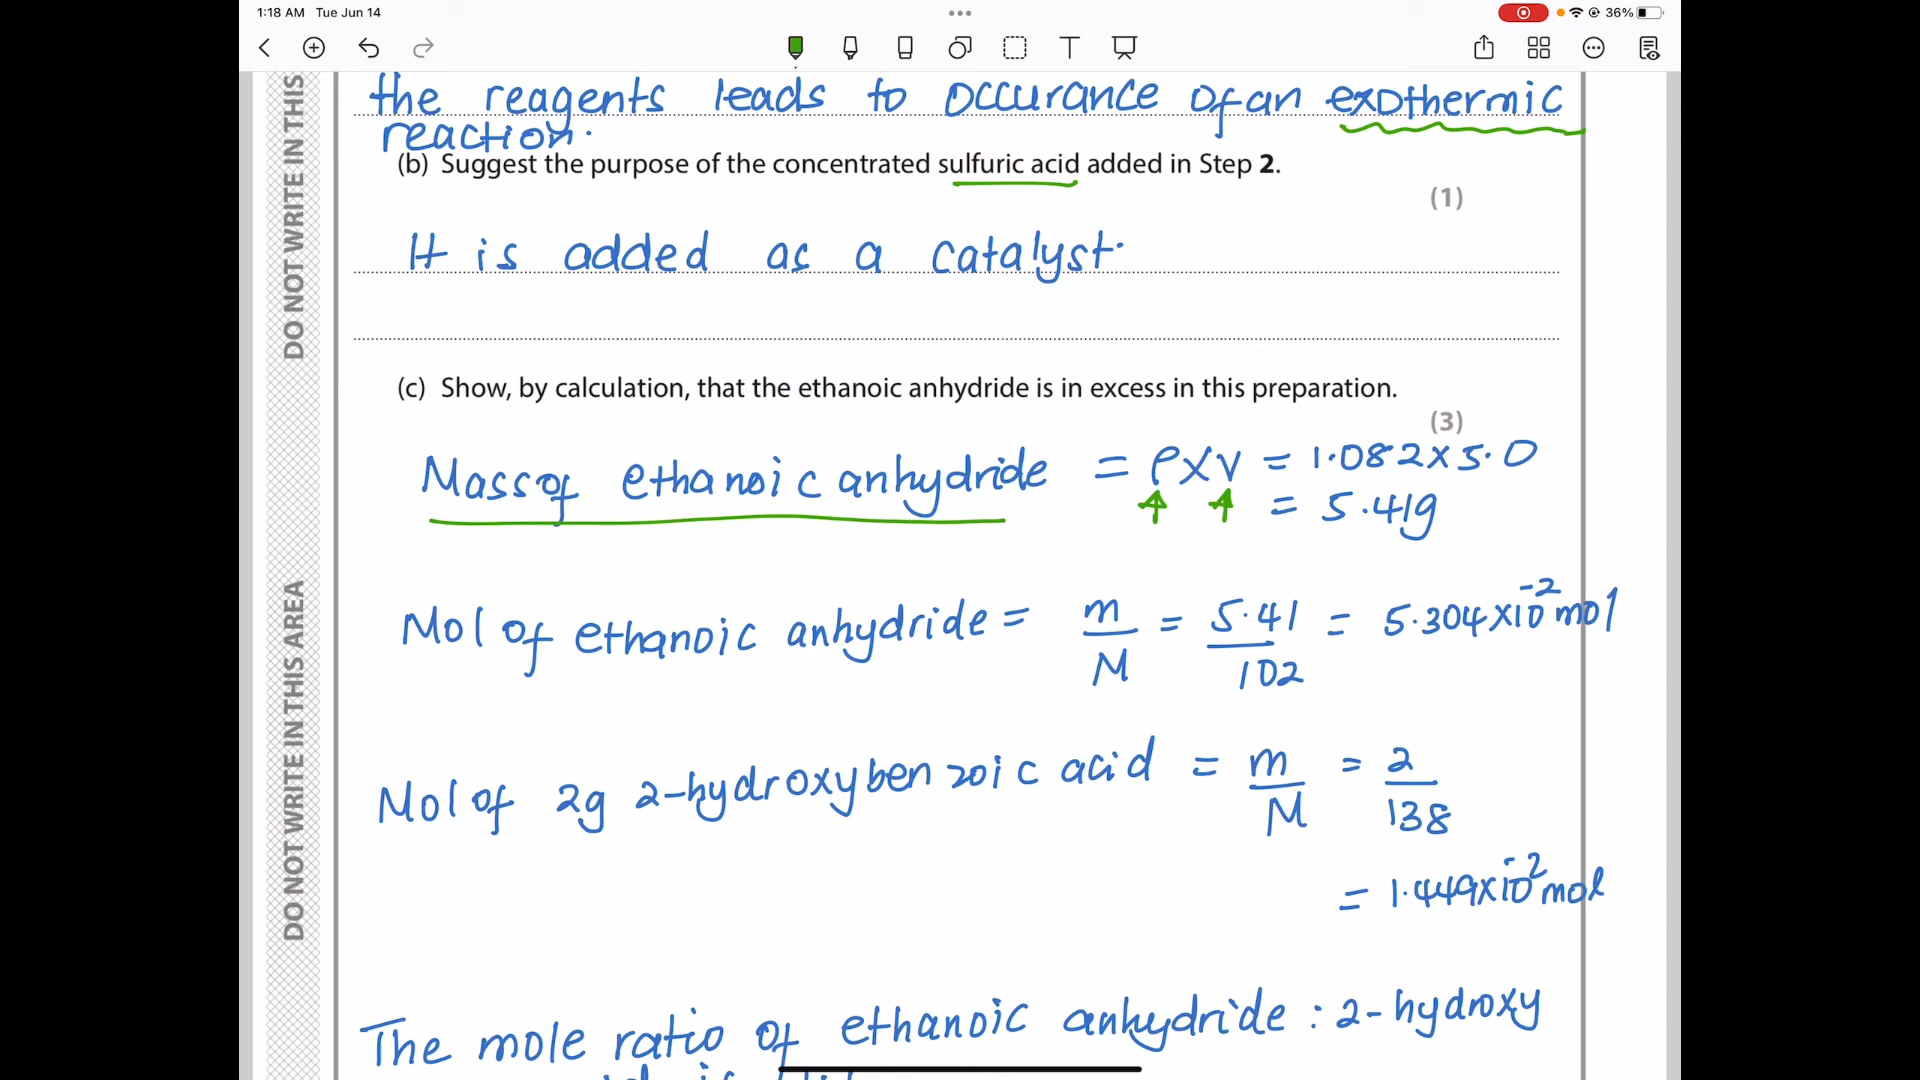 1:18 AM Tue Jun 14
36%
the reagents leads to occurance of an exothermic
reaction.
(b) Suggest the purpose of the concentrated sulfuric acid added in Step 2.
(1)
It is added as a catalyst.
(c) Show, by calculation, that the ethanoic anhydride is in excess in this preparation.
(3)
Mass of ethanoic anhydride = ρ x v = 1.082 x 5.0
= 5.41g
Mol of ethanoic anhydride = m/M = 5.41/102 = 5.304 x 10⁻² mol
Mol of 2g 2-hydroxybenzoic acid = m/M = 2/138
= 1.449 x 10⁻² mol
The mole ratio of ethanoic anhydride : 2-hydroxy
DO NOT WRITE IN THIS
DO NOT WRITE IN THIS AREA